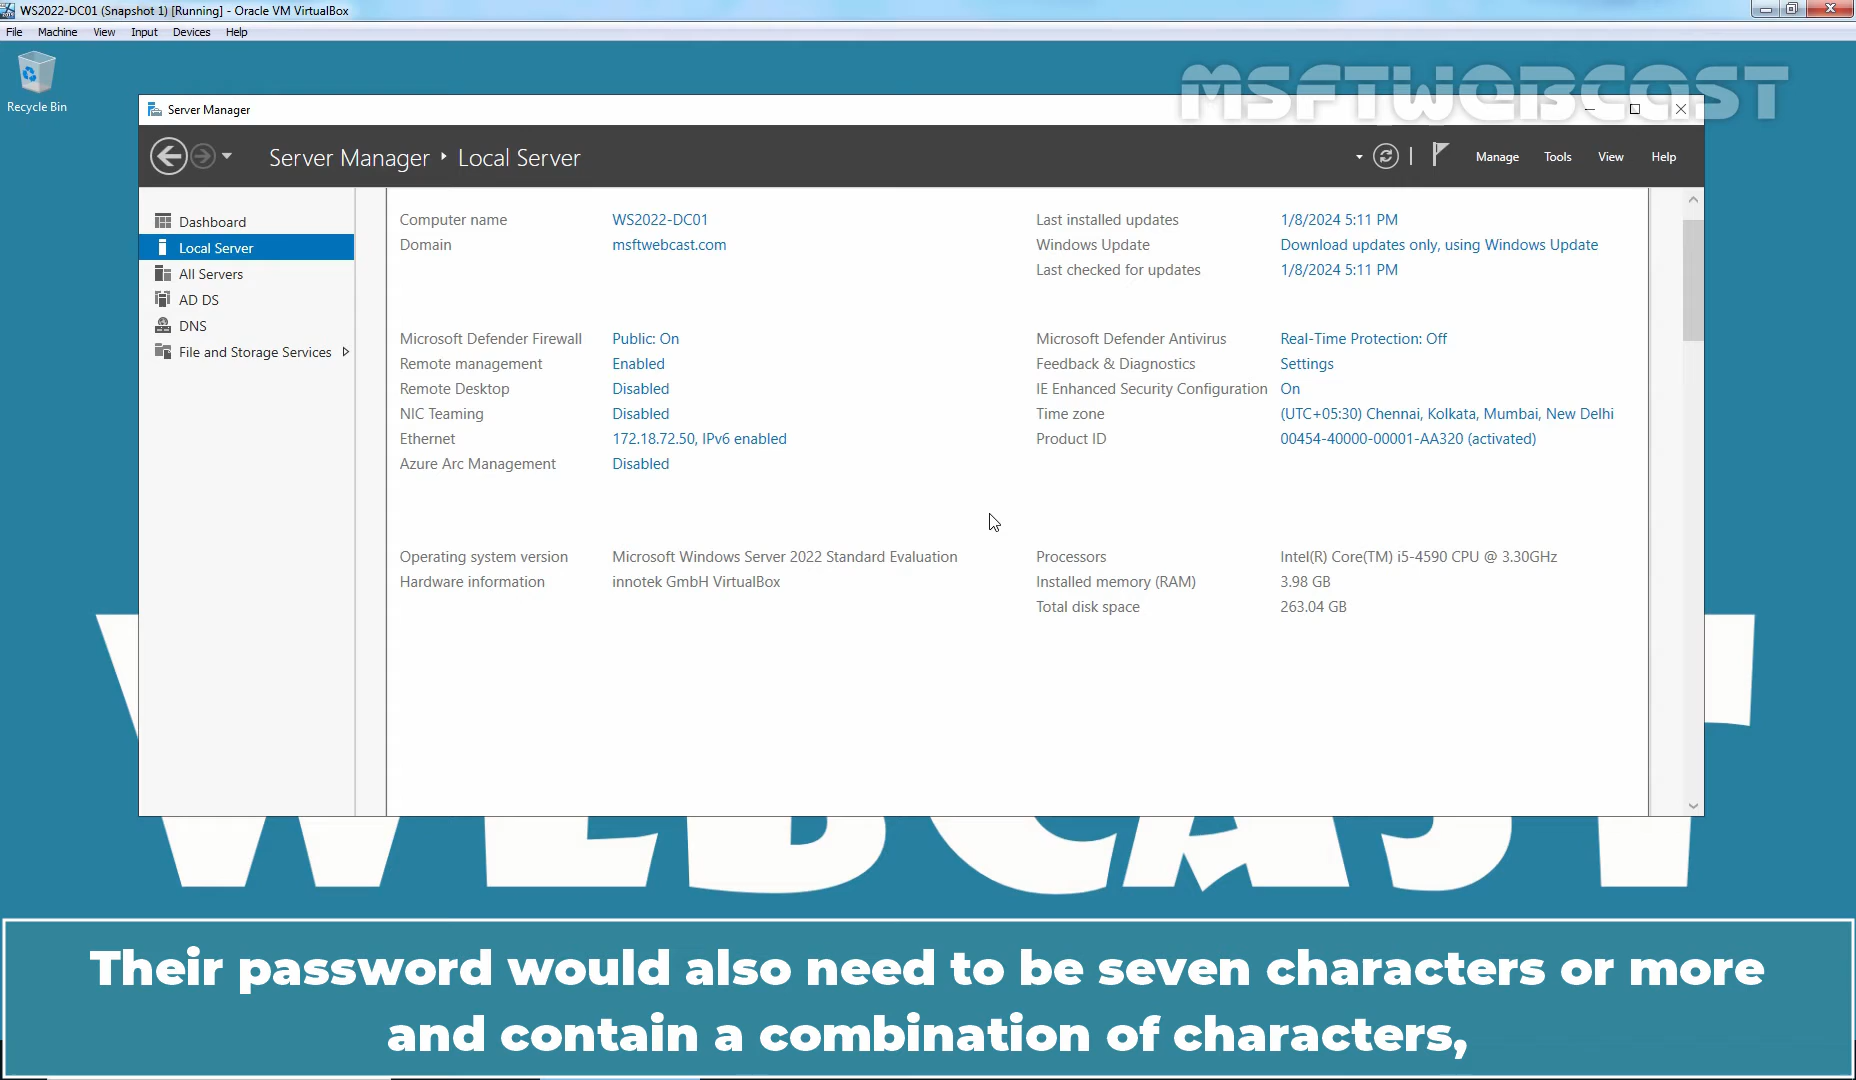 WS2022-DC01 (Snapshot 1) [Running] - Oracle VM VirtualBox
File Machine View Input Devices Help
Recycle Bin
MSFTWEBCAST
Server Manager
Server Manager Local Server
Manage Tools View Help
Dashboard
Local Server
All Servers
AD DS
DNS
File and Storage Services
Computer name WS2022-DC01 Last installed updates 1/8/2024 5:11 PM
Domain msftwebcast.com Windows Update Download updates only, using Windows Update
Last checked for updates 1/8/2024 5:11 PM
Microsoft Defender Firewall Public: On Microsoft Defender Antivirus Real-Time Protection: Off
Remote management Enabled Feedback & Diagnostics Settings
Remote Desktop Disabled IE Enhanced Security Configuration On
NIC Teaming Disabled Time zone (UTC+05:30) Chennai, Kolkata, Mumbai, New Delhi
Ethernet 172.18.72.50, IPv6 enabled Product ID 00454-40000-00001-AA320 (activated)
Azure Arc Management Disabled
Operating system version Microsoft Windows Server 2022 Standard Evaluation Processors Intel(R) Core(TM) i5-4590 CPU @ 3.30GHz
Hardware information innotek GmbH VirtualBox Installed memory (RAM) 3.98 GB
Total disk space 263.04 GB
WEBCAST
Their password would also need to be seven characters or more
and contain a combination of characters,